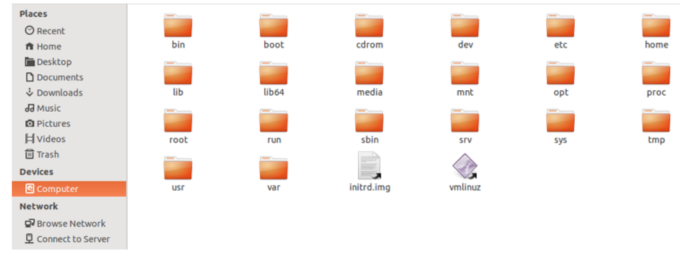 Places
Recent
Home
Desktop
Documents
Downloads
Music
Pictures
Videos
Trash
Devices
Computer
Network
Browse Network
Connect to Server
bin boot cdrom dev etc home
lib lib64 media mnt opt proc
root run sbin srv sys tmp
usr var initrd.img vmlinuz